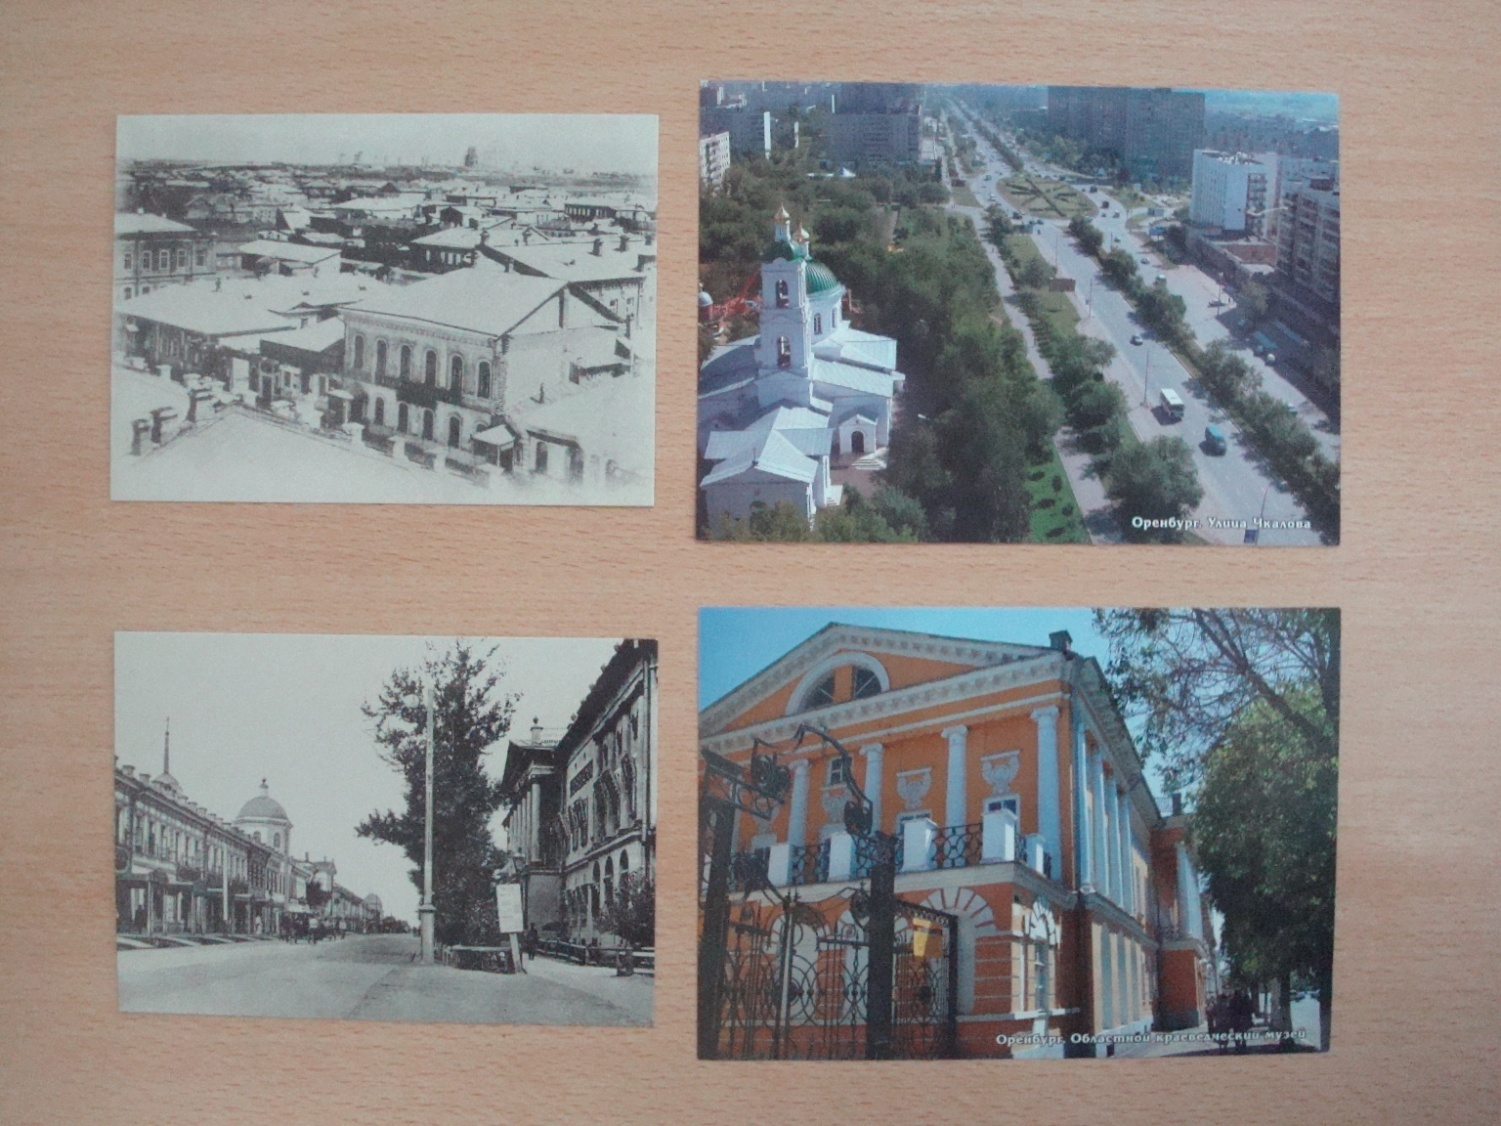 Оренбург. Улица Чкалова
Оренбург. Областной краеведческий музей